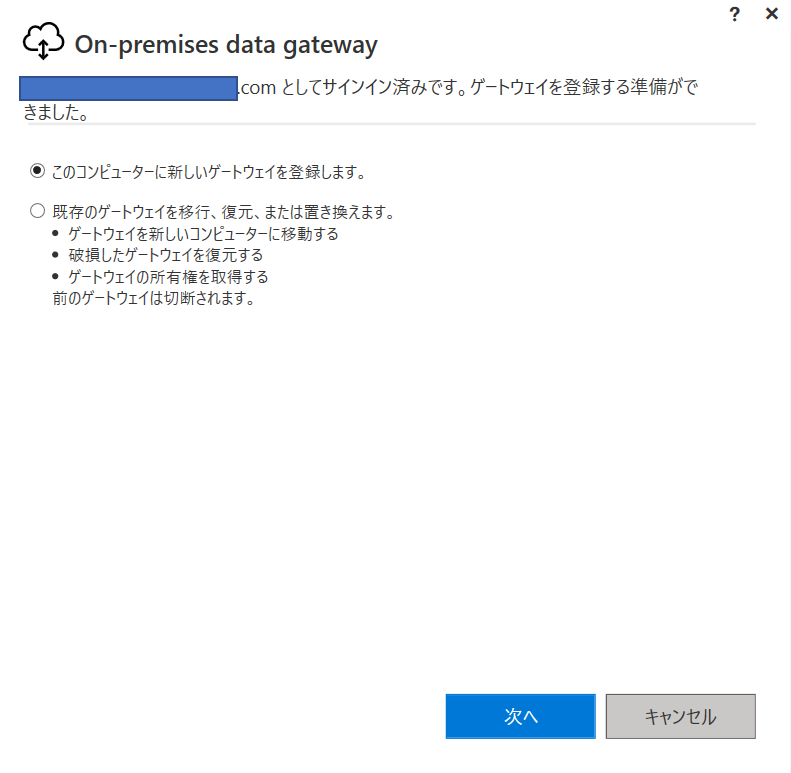 ? ×
On-premises data gateway
.com としてサインイン済みです。ゲートウェイを登録する準備がで
きました。
このコンピューターに新しいゲートウェイを登録します。
既存のゲートウェイを移行、復元、または置き換えます。
• ゲートウェイを新しいコンピューターに移動する
• 破損したゲートウェイを復元する
• ゲートウェイの所有権を取得する
前のゲートウェイは切断されます。
次へ
キャンセル